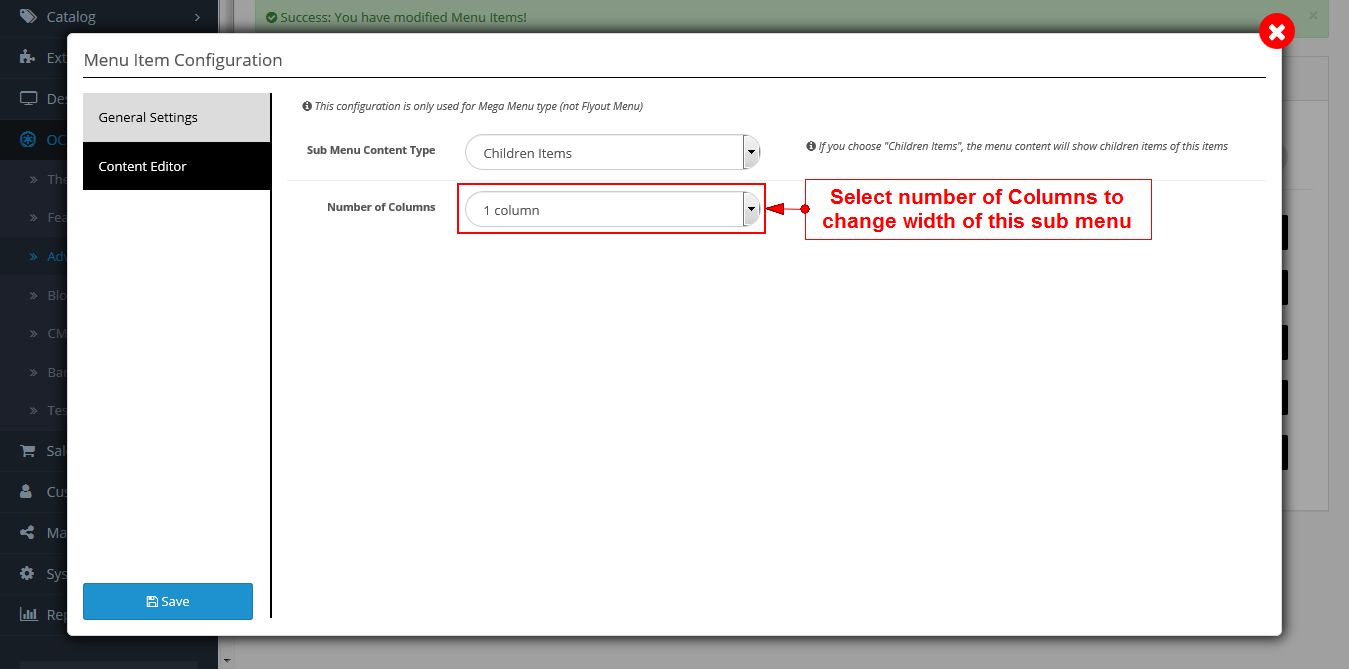 Catalog
Success: You have modified Menu Items!
Menu Item Configuration
General Settings
Content Editor
This configuration is only used for Mega Menu type (not Flyout Menu)
Sub Menu Content Type
Children Items
If you choose "Children Items", the menu content will show children items of this items
Number of Columns
1 column
Select number of Columns to
change width of this sub menu
Save
Ext
Des
OC
The
Fea
Adv
Blo
CM
Ban
Tes
Sal
Cus
Ma
Sys
Rep